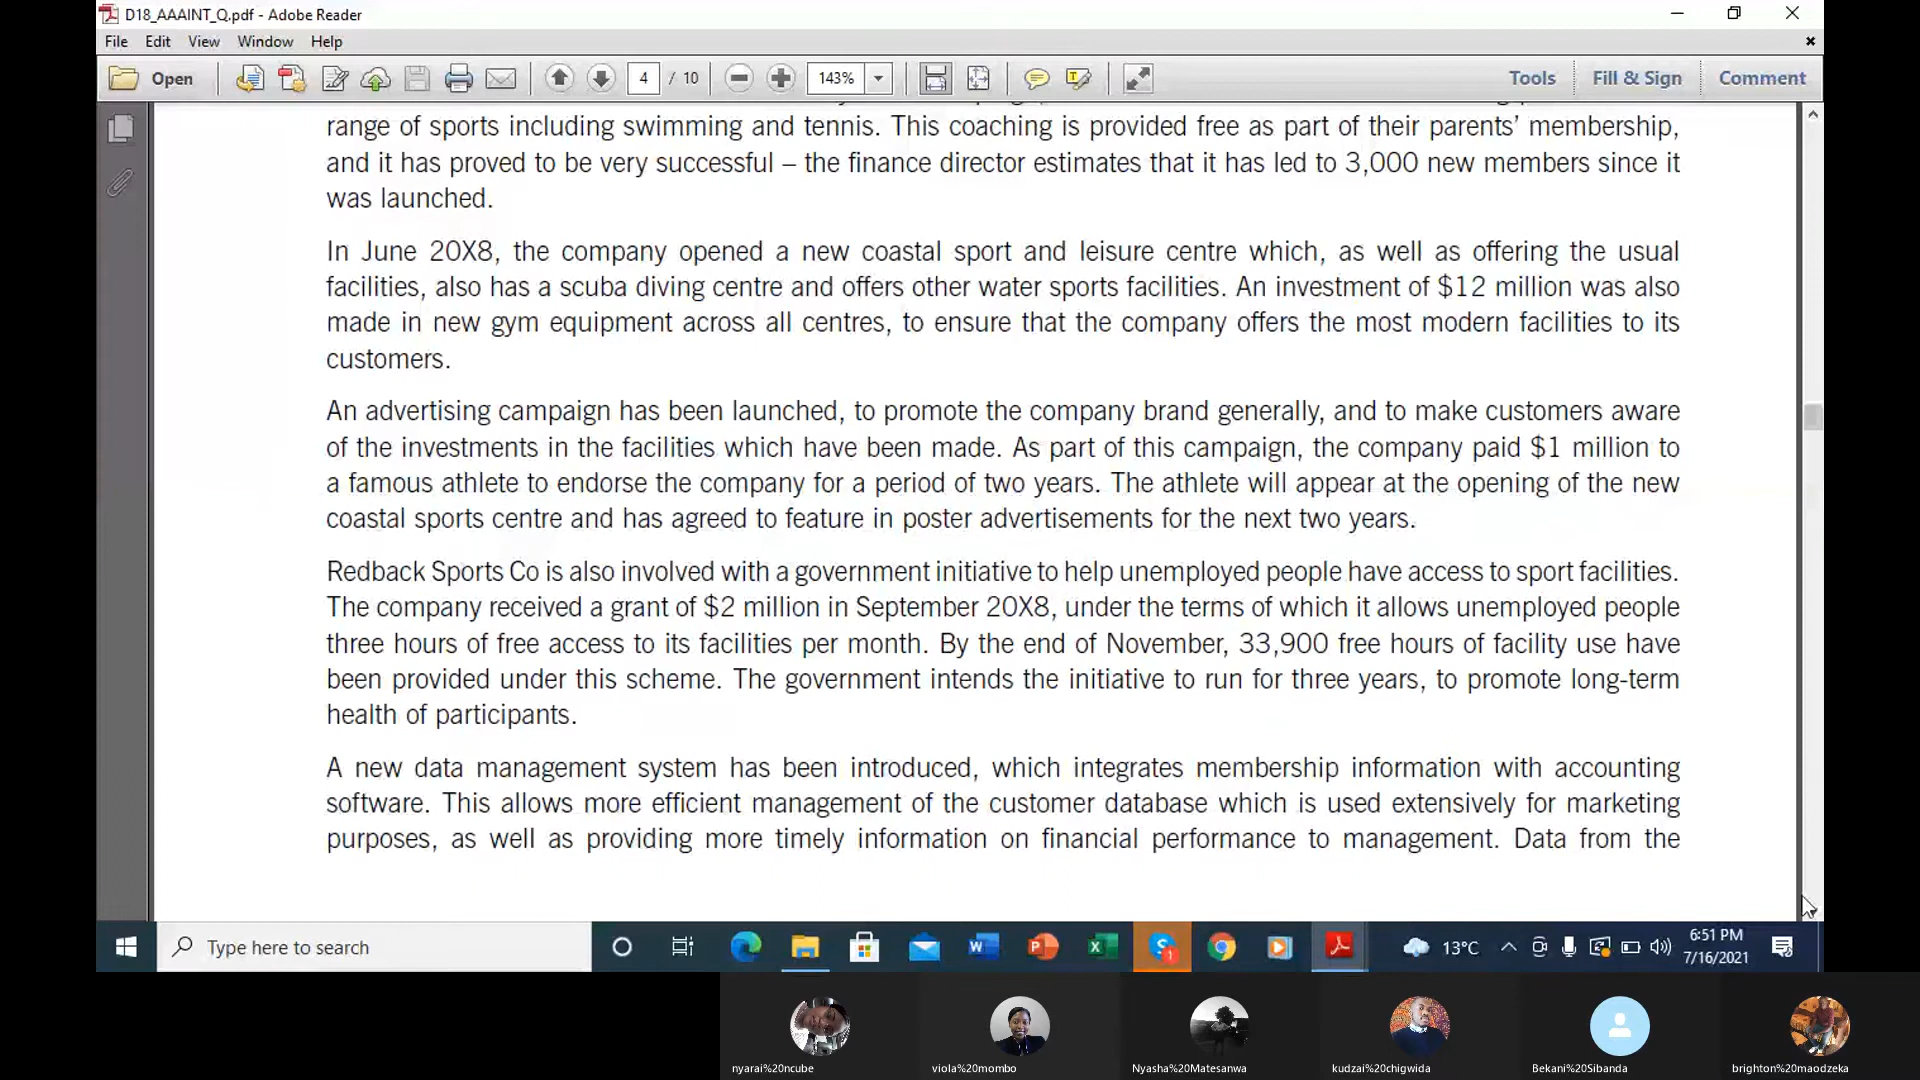 D18_AAAINT_Q.pdf - Adobe Reader
File Edit View Window Help
Open 4 / 10 143% Tools Fill & Sign Comment
range of sports including swimming and tennis. This coaching is provided free as part of their parents’ membership,
and it has proved to be very successful – the finance director estimates that it has led to 3,000 new members since it
was launched.
In June 20X8, the company opened a new coastal sport and leisure centre which, as well as offering the usual
facilities, also has a scuba diving centre and offers other water sports facilities. An investment of $12 million was also
made in new gym equipment across all centres, to ensure that the company offers the most modern facilities to its
customers.
An advertising campaign has been launched, to promote the company brand generally, and to make customers aware
of the investments in the facilities which have been made. As part of this campaign, the company paid $1 million to
a famous athlete to endorse the company for a period of two years. The athlete will appear at the opening of the new
coastal sports centre and has agreed to feature in poster advertisements for the next two years.
Redback Sports Co is also involved with a government initiative to help unemployed people have access to sport facilities.
The company received a grant of $2 million in September 20X8, under the terms of which it allows unemployed people
three hours of free access to its facilities per month. By the end of November, 33,900 free hours of facility use have
been provided under this scheme. The government intends the initiative to run for three years, to promote long-term
health of participants.
A new data management system has been introduced, which integrates membership information with accounting
software. This allows more efficient management of the customer database which is used extensively for marketing
purposes, as well as providing more timely information on financial performance to management. Data from the
Type here to search 13°C 6:51 PM
7/16/2021
nyarai%20ncube viola%20mombo Nyasha%20Matesanwa kudzai%20chigwida Bekani%20Sibanda brighton%20maodzeka